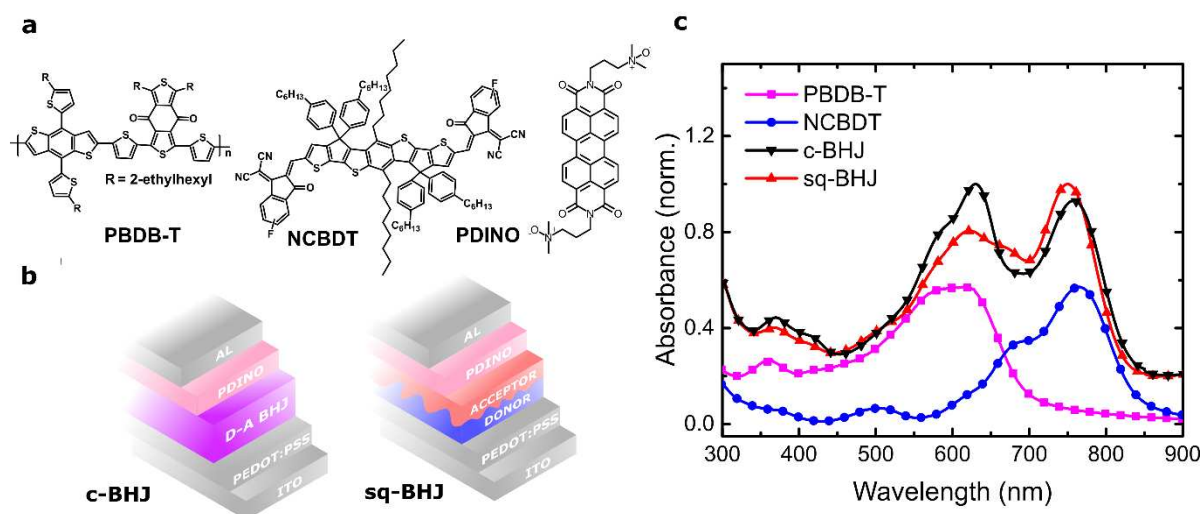 a
R
S
R
S
R
O
O
S
S
S
S
S
n
S
R
R = 2-ethylhexyl
PBDB-T
C6H13
C6H13
F
O
CN
NC
S
S
S
S
NC
CN
O
F
C6H13
C6H13
NCBDT
O-
N+
O
N
O
O
N
O
-O
N+
PDINO
b
AL
PDINO
D-A BHJ
PEDOT:PSS
ITO
c-BHJ
AL
PDINO
ACCEPTOR
DONOR
PEDOT:PSS
ITO
sq-BHJ
c
PBDB-T
NCBDT
c-BHJ
sq-BHJ
Absorbance (norm.)
1.2
0.8
0.4
0.0
300 400 500 600 700 800 900
Wavelength (nm)